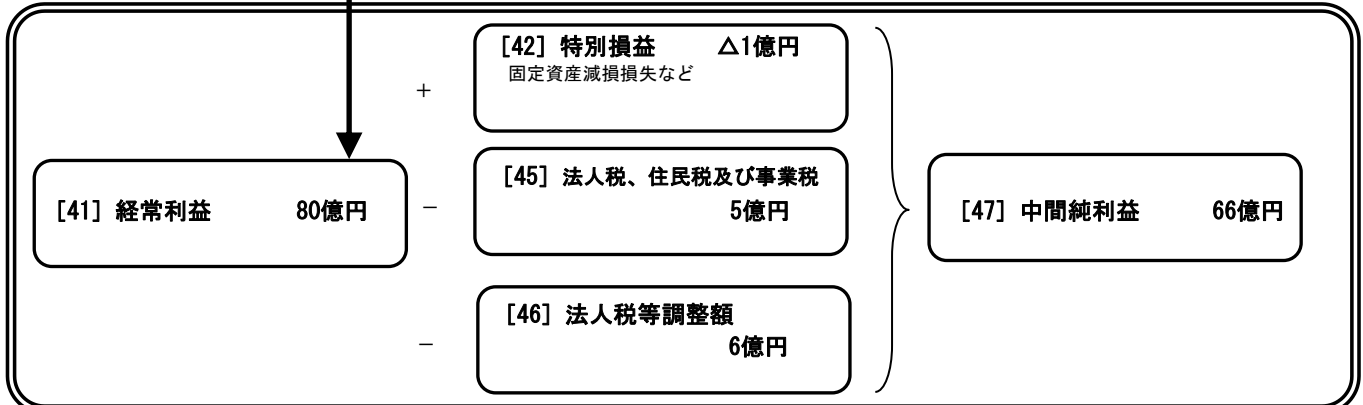 [42] 特別損益 △1億円
固定資産減損損失など
+
[45] 法人税、住民税及び事業税
5億円
[41] 経常利益 80億円
−
[47] 中間純利益 66億円
[46] 法人税等調整額
6億円
−